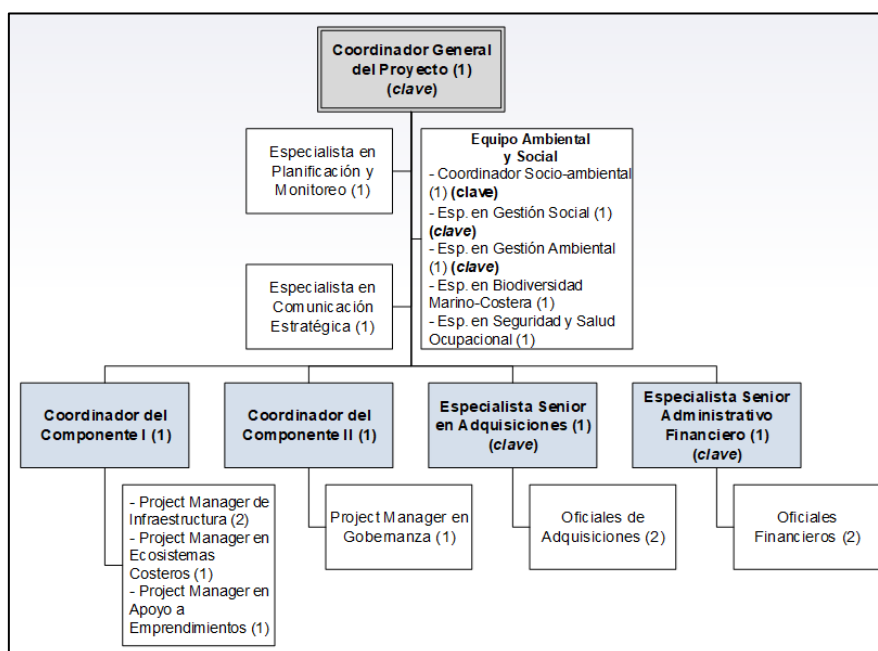 Coordinador General
del Proyecto (1)
(clave)
Especialista en
Planificación y
Monitoreo (1)
Equipo Ambiental
y Social
- Coordinador Socio-ambiental
(1) (clave)
- Esp. en Gestión Social (1)
(clave)
- Esp. en Gestión Ambiental
(1) (clave)
- Esp. en Biodiversidad
Marino-Costera (1)
- Esp. en Seguridad y Salud
Ocupacional (1)
Especialista en
Comunicación
Estratégica (1)
Coordinador del
Componente I (1)
Coordinador del
Componente II (1)
Especialista Senior
en Adquisiciones (1)
(clave)
Especialista Senior
Administrativo
Financiero (1)
(clave)
- Project Manager de
Infraestructura (2)
- Project Manager en
Ecosistemas
Costeros (1)
- Project Manager en
Apoyo a
Emprendimientos (1)
Project Manager en
Gobernanza (1)
Oficiales de
Adquisiciones (2)
Oficiales
Financieros (2)